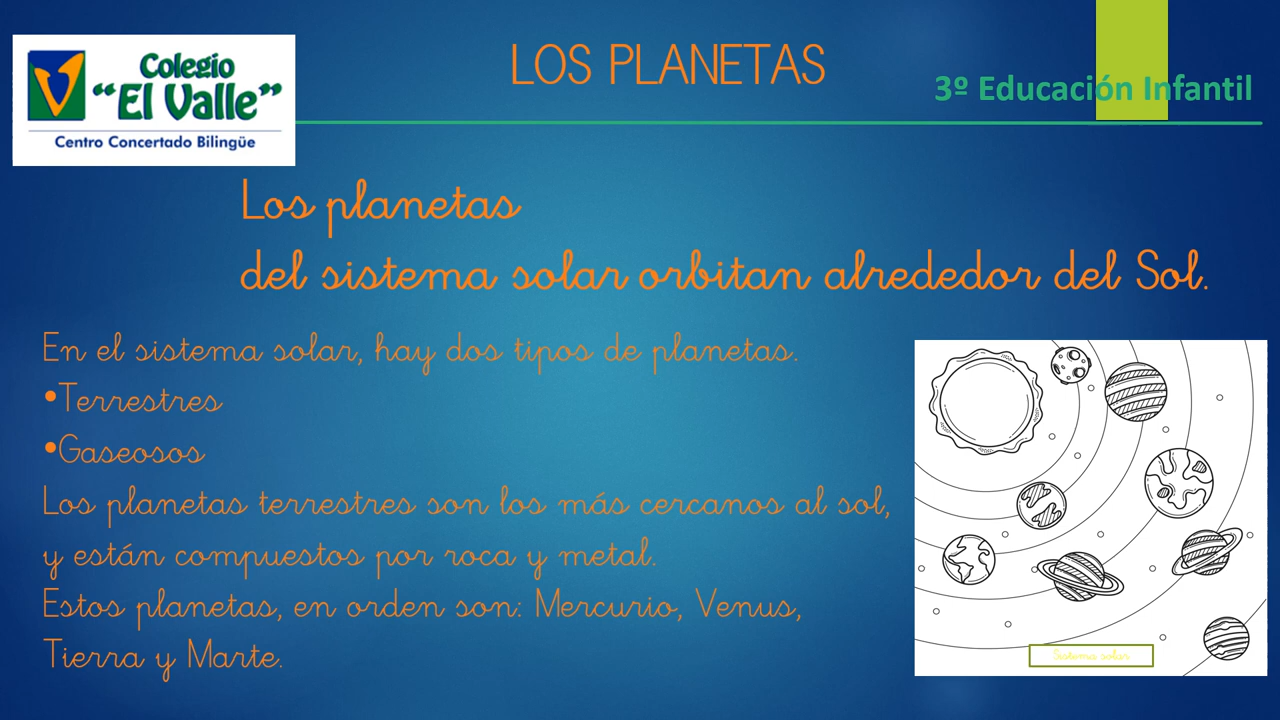 LOS PLANETAS
Colegio
“El Valle”
Centro Concertado Bilingüe
3º Educación Infantil
Los planetas
del sistema solar orbitan alrededor del Sol.
En el sistema solar, hay dos tipos de planetas.
•Terrestres
•Gaseosos
Los planetas terrestres son los más cercanos al sol,
y están compuestos por roca y metal.
Estos planetas, en orden son: Mercurio, Venus,
Tierra y Marte.
Sistema solar